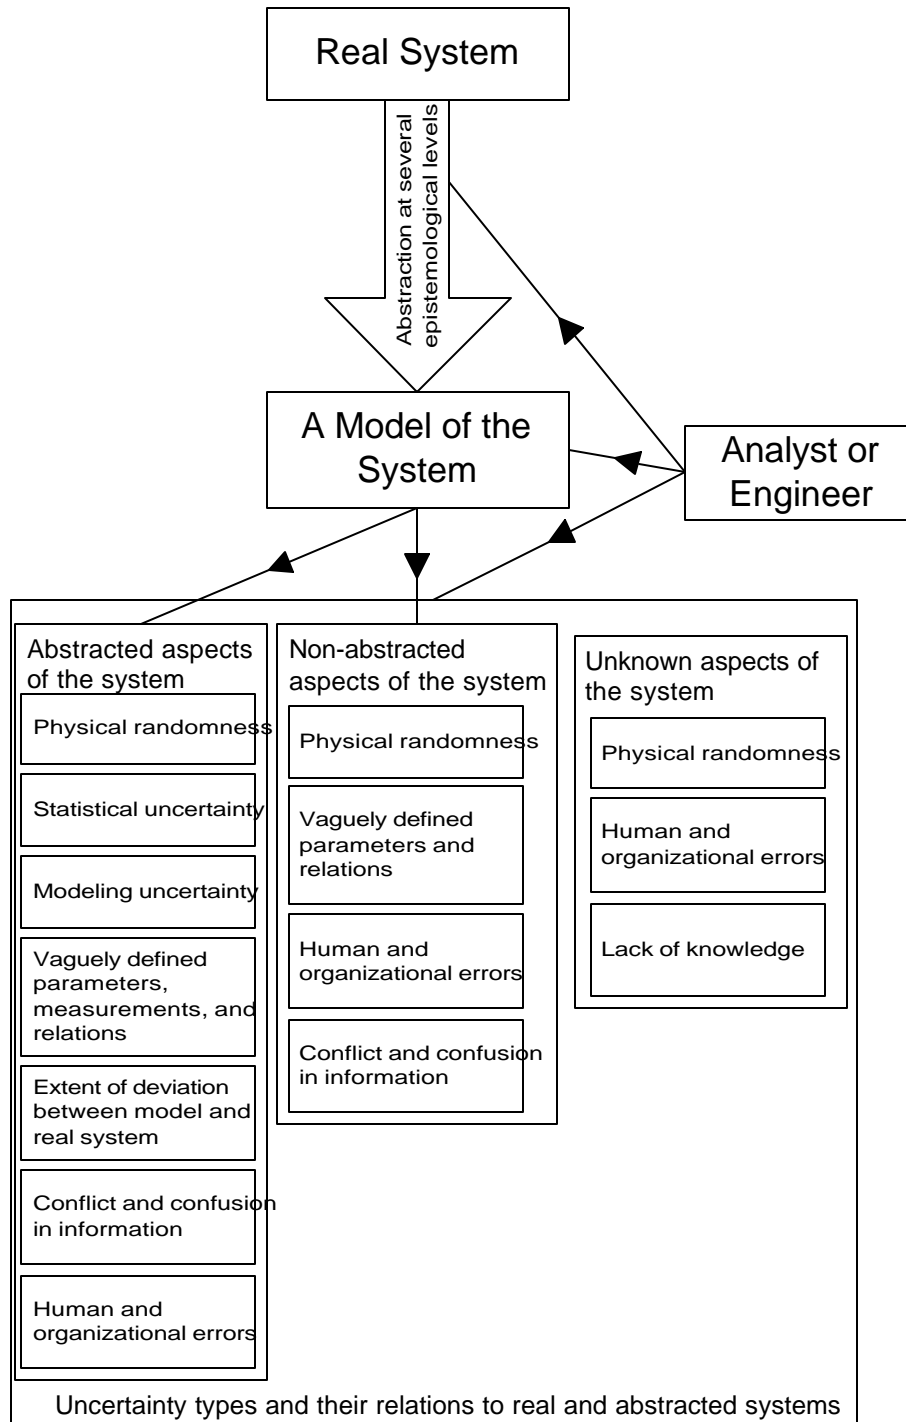 Real System
Abstraction at several
epistemological levels
A Model of the
System
Analyst or
Engineer
Abstracted aspects
of the system
Physical randomness
Statistical uncertainty
Modeling uncertainty
Vaguely defined
parameters,
measurements, and
relations
Extent of deviation
between model and
real system
Conflict and confusion
in information
Human and
organizational errors
Non-abstracted
aspects of the system
Physical randomness
Vaguely defined
parameters and
relations
Human and
organizational errors
Conflict and confusion
in information
Unknown aspects of
the system
Physical randomness
Human and
organizational errors
Lack of knowledge
Uncertainty types and their relations to real and abstracted systems